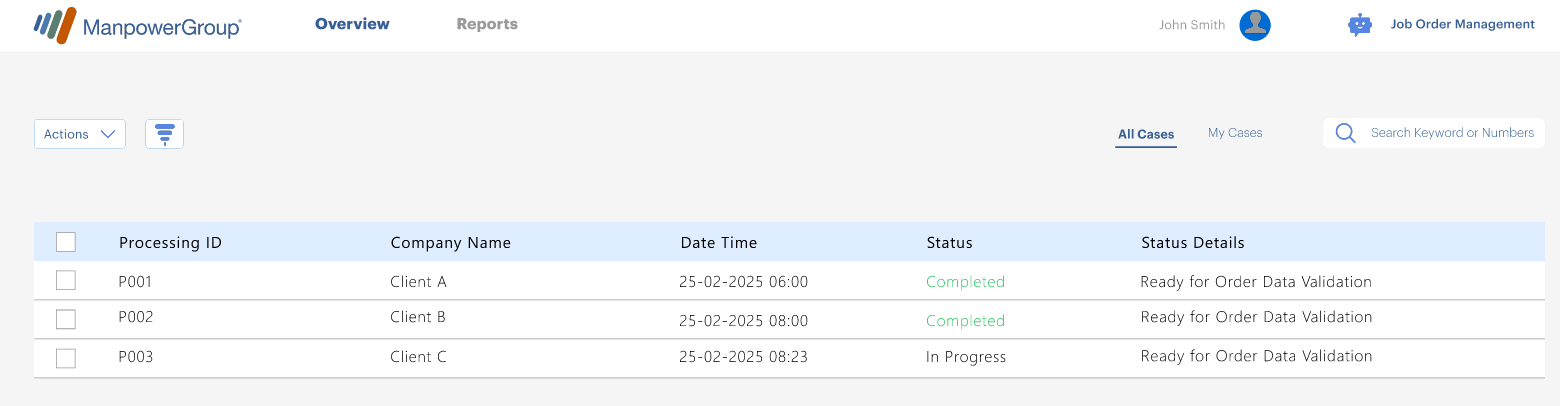 ManpowerGroup® Overview Reports John Smith Job Order Management
Actions All Cases My Cases Search Keyword or Numbers
Processing ID Company Name Date Time Status Status Details
P001 Client A 25-02-2025 06:00 Completed Ready for Order Data Validation
P002 Client B 25-02-2025 08:00 Completed Ready for Order Data Validation
P003 Client C 25-02-2025 08:23 In Progress Ready for Order Data Validation